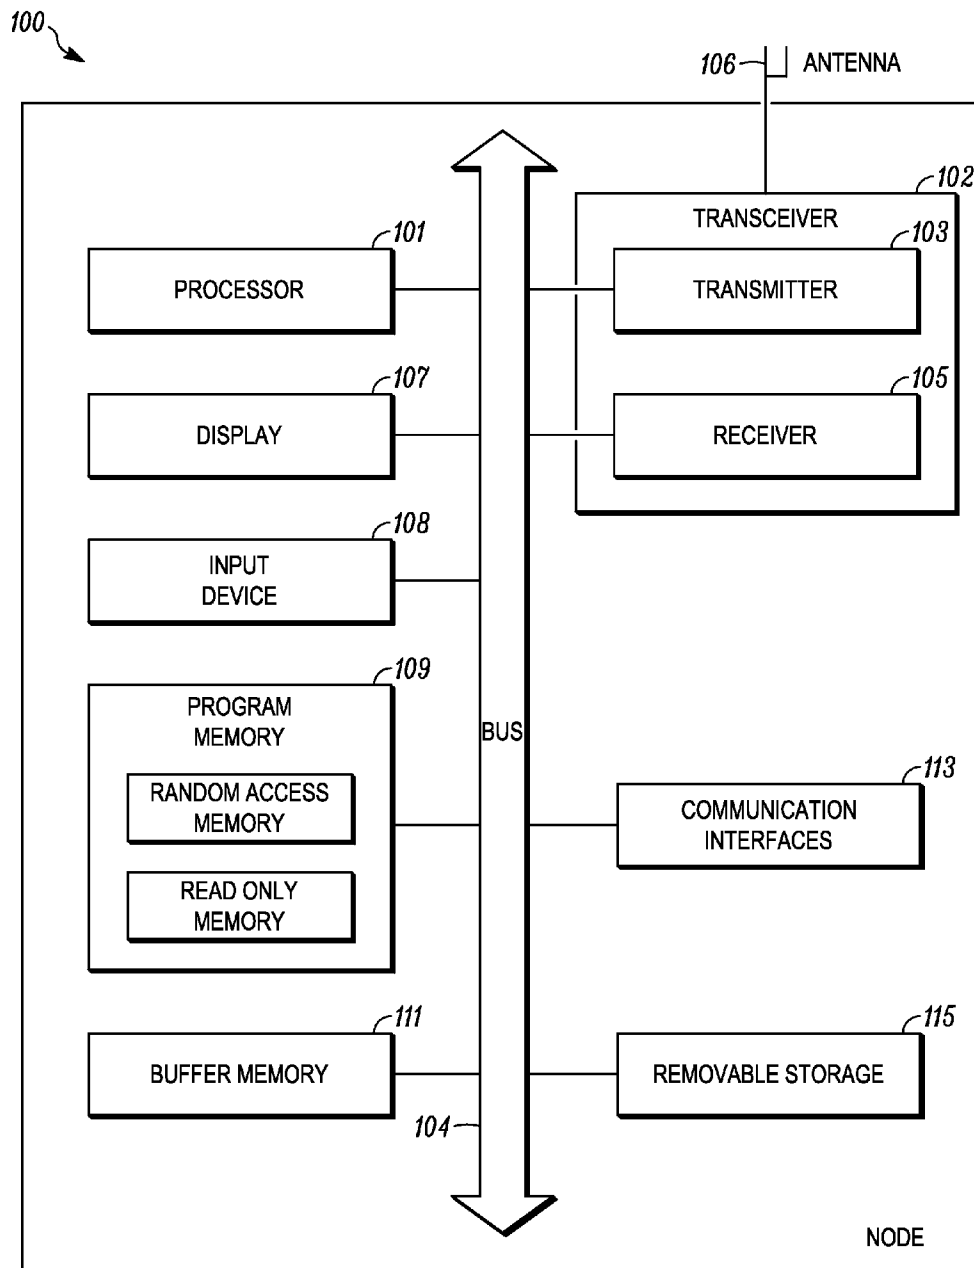 100
106
ANTENNA
102
TRANSCEIVER
101
PROCESSOR
103
TRANSMITTER
107
DISPLAY
105
RECEIVER
108
INPUT
DEVICE
109
PROGRAM
MEMORY
RANDOM ACCESS
MEMORY
READ ONLY
MEMORY
BUS
113
COMMUNICATION
INTERFACES
111
BUFFER MEMORY
115
REMOVABLE STORAGE
104
NODE